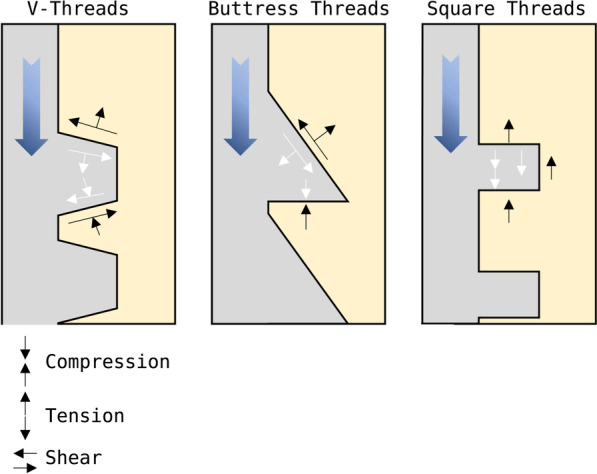 V-Threads
Buttress Threads
Square Threads
Compression
Tension
Shear